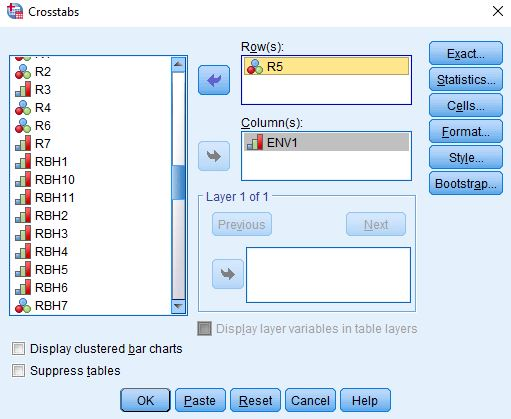 Crosstabs
R2
R3
R4
R6
R7
RBH1
RBH10
RBH11
RBH2
RBH3
RBH4
RBH5
RBH6
RBH7
Row(s):
R5
Column(s):
ENV1
Layer 1 of 1
Previous
Next
Display layer variables in table layers
Exact...
Statistics...
Cells...
Format...
Style...
Bootstrap...
Display clustered bar charts
Suppress tables
OK
Paste
Reset
Cancel
Help